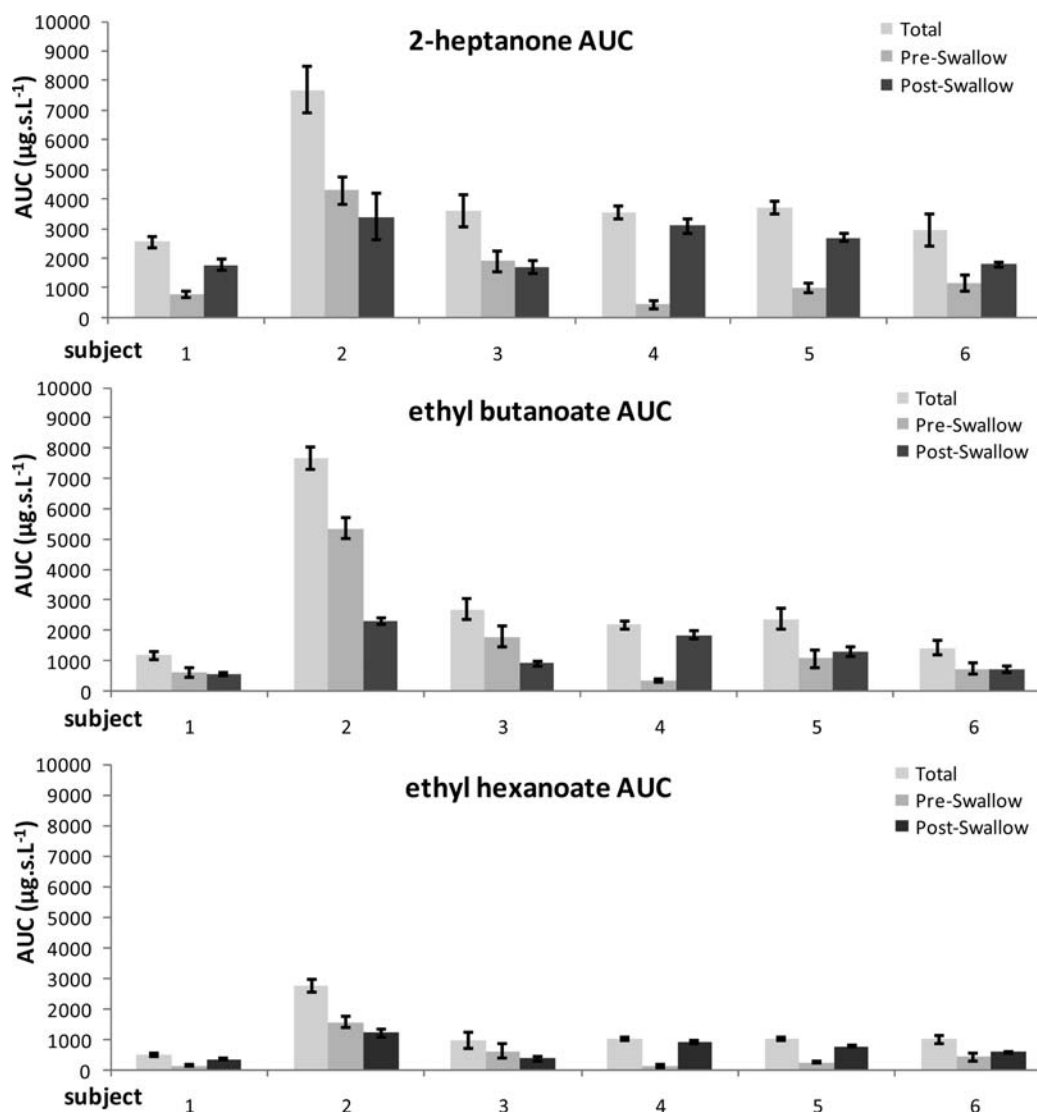 2-heptanone AUC
Total
Pre-Swallow
Post-Swallow
AUC (µg.s.L⁻¹)
10000
9000
8000
7000
6000
5000
4000
3000
2000
1000
0
subject 1 2 3 4 5 6
ethyl butanoate AUC
Total
Pre-Swallow
Post-Swallow
AUC (µg.s.L⁻¹)
10000
9000
8000
7000
6000
5000
4000
3000
2000
1000
0
subject 1 2 3 4 5 6
ethyl hexanoate AUC
Total
Pre-Swallow
Post-Swallow
AUC (µg.s.L⁻¹)
10000
9000
8000
7000
6000
5000
4000
3000
2000
1000
0
subject 1 2 3 4 5 6